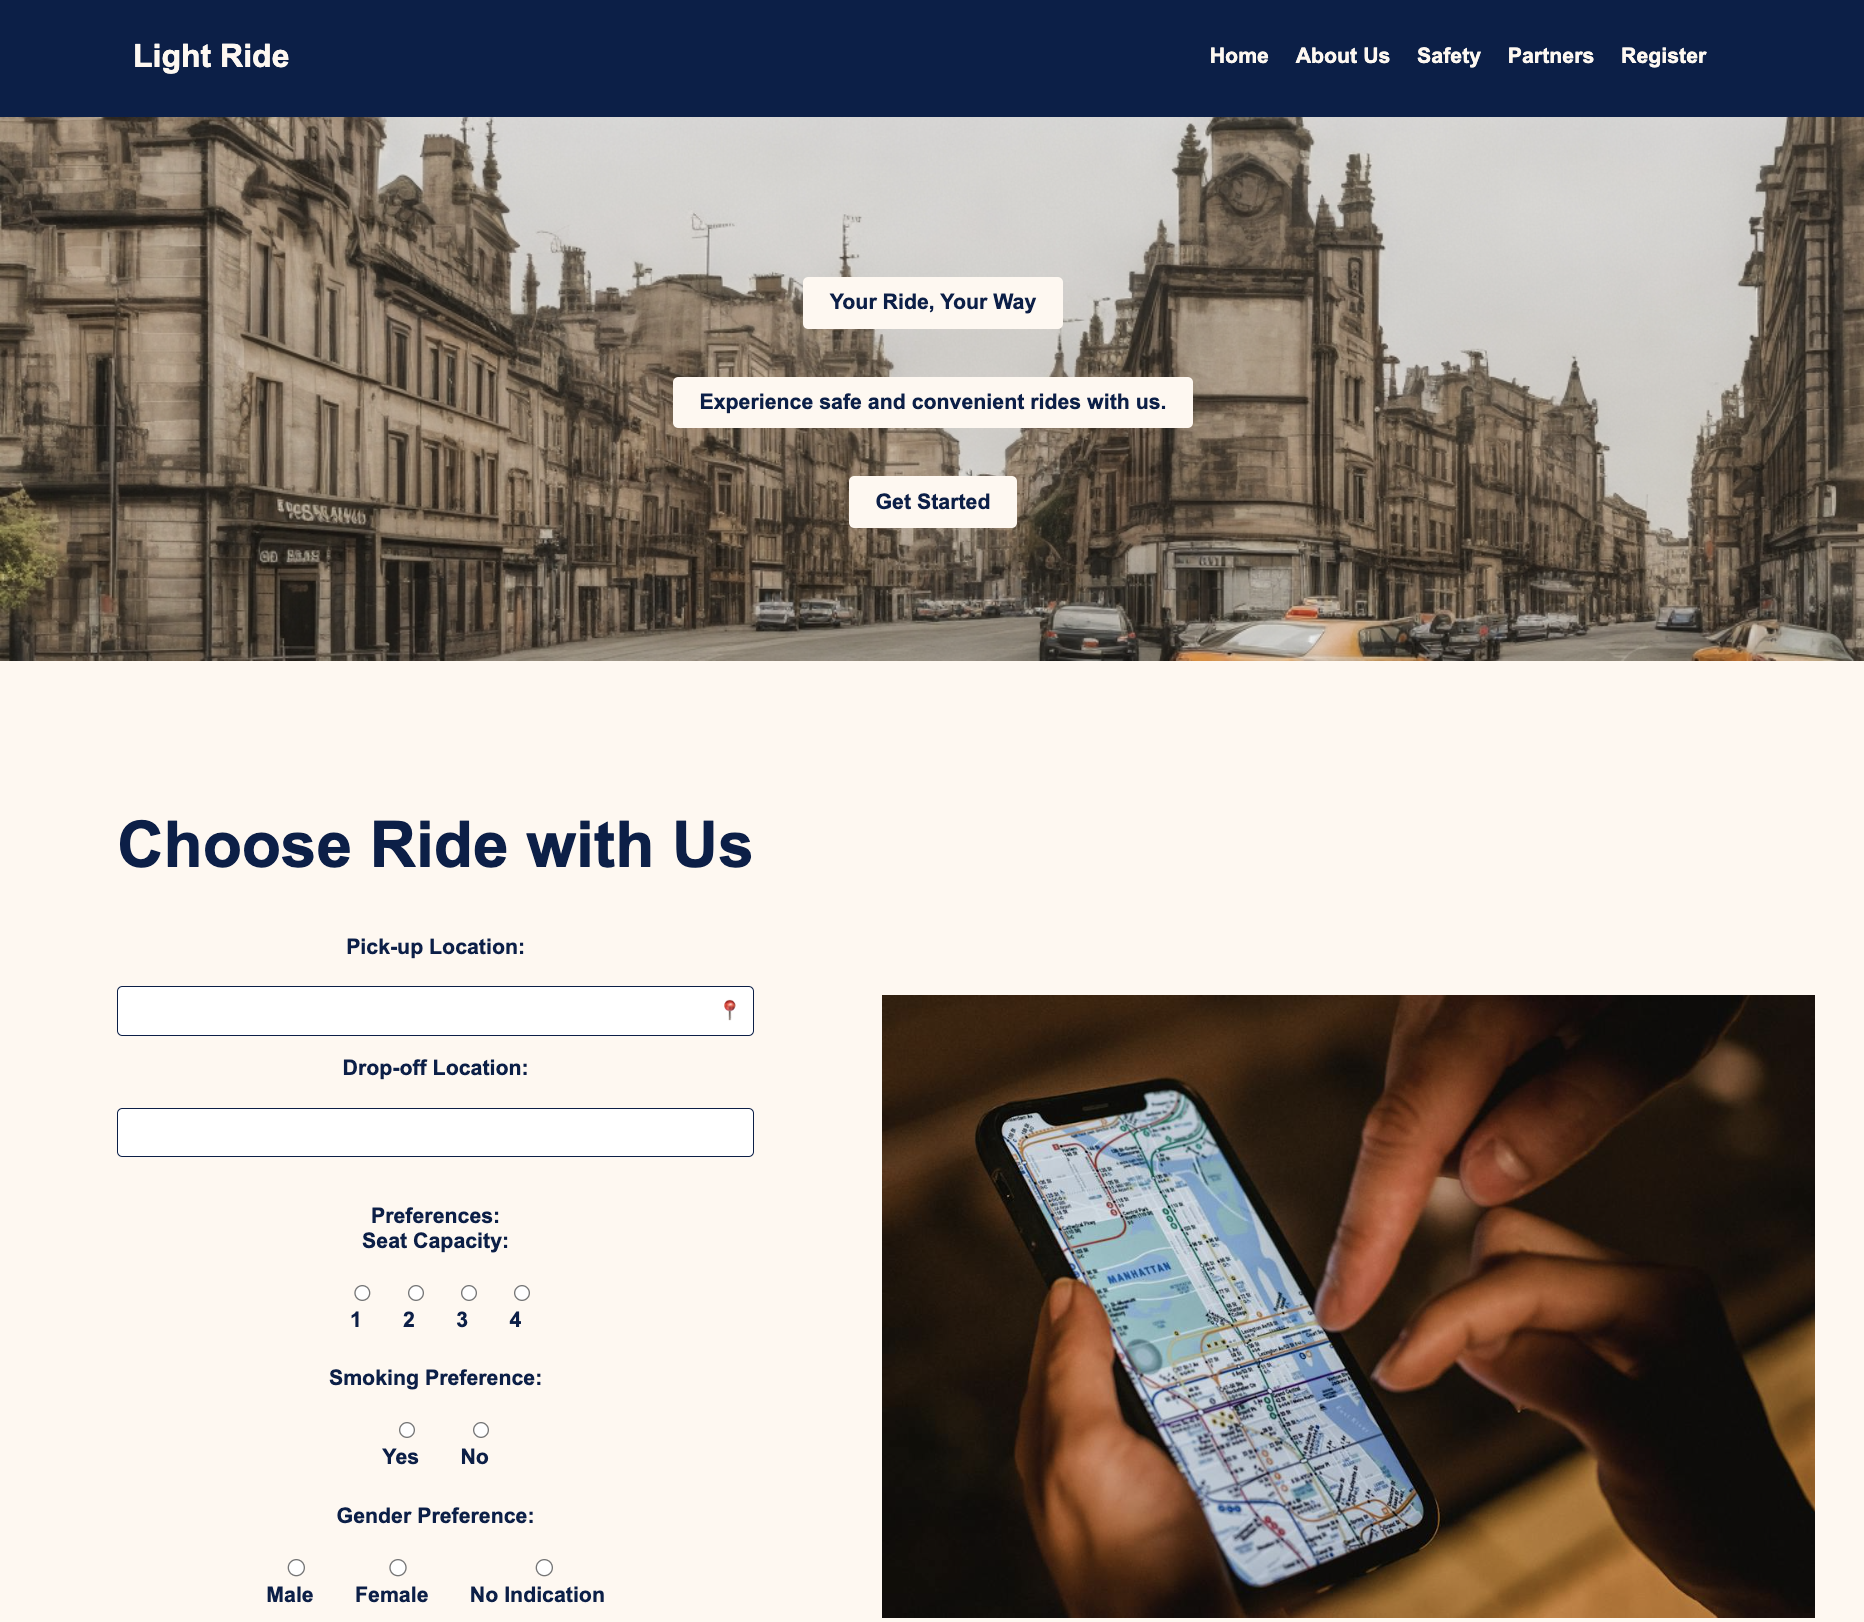 Light Ride
Home About Us Safety Partners Register
Your Ride, Your Way
Experience safe and convenient rides with us.
Get Started
Choose Ride with Us
Pick-up Location:
Drop-off Location:
Preferences:
Seat Capacity:
1 2 3 4
Smoking Preference:
Yes No
Gender Preference:
Male Female No Indication
MANHATTAN